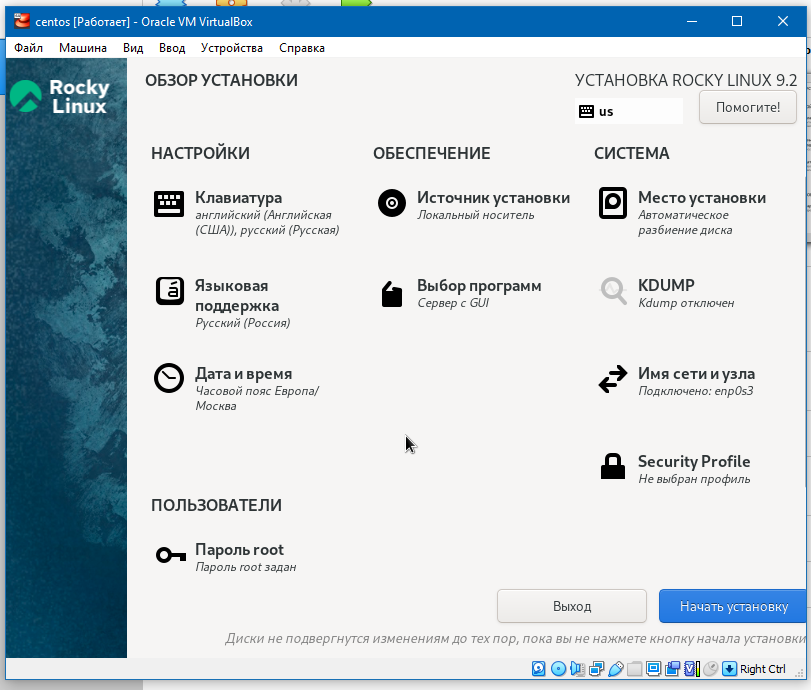 centos [Работает] - Oracle VM VirtualBox
Файл Машина Вид Ввод Устройства Справка
Rocky
Linux
ОБЗОР УСТАНОВКИ
УСТАНОВКА ROCKY LINUX 9.2
us
Помогите!
НАСТРОЙКИ
Клавиатура
английский (Английская
(США)), русский (Русская)
Языковая
поддержка
Русский (Россия)
Дата и время
Часовой пояс Европа/
Москва
ОБЕСПЕЧЕНИЕ
Источник установки
Локальный носитель
Выбор программ
Сервер с GUI
СИСТЕМА
Место установки
Автоматическое
разбиение диска
KDUMP
Kdump отключен
Имя сети и узла
Подключено: enp0s3
Security Profile
Не выбран профиль
ПОЛЬЗОВАТЕЛИ
Пароль root
Пароль root задан
Выход
Начать установку
Диски не подвергнутся изменениям до тех пор, пока вы не нажмете кнопку начала установки
Right Ctrl